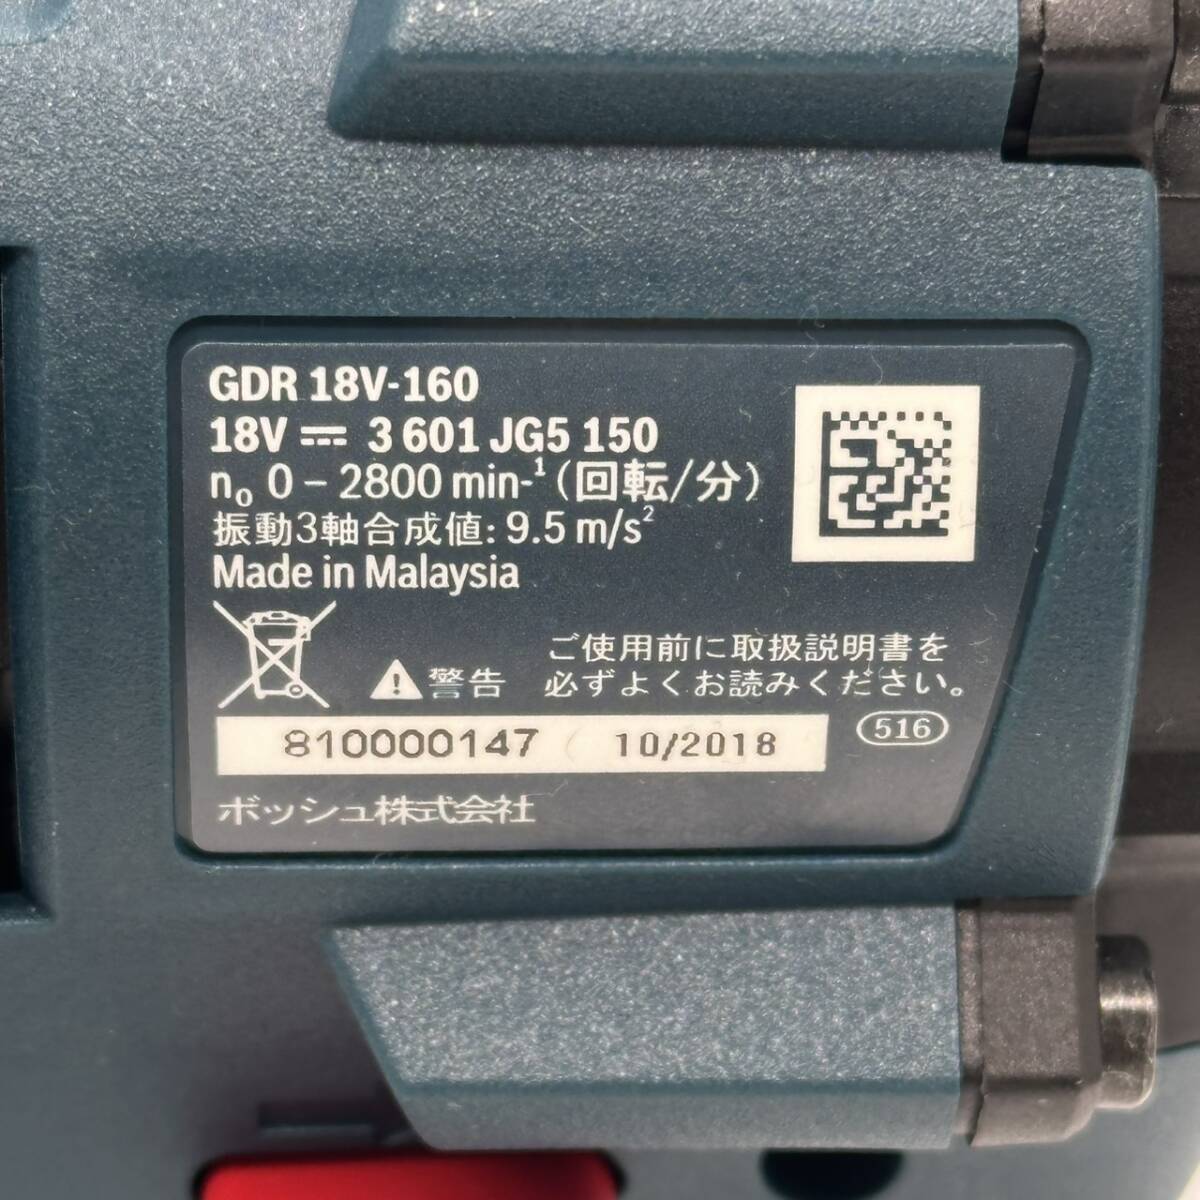 GDR 18V-160
18V ⎓ 3 601 JG5 150
n₀ 0 – 2800 min-¹ (回転/分)
振動3軸合成値: 9.5 m/s²
Made in Malaysia
警告
ご使用前に取扱説明書を
必ずよくお読みください。
810000147 10/2018
516
ボッシュ株式会社